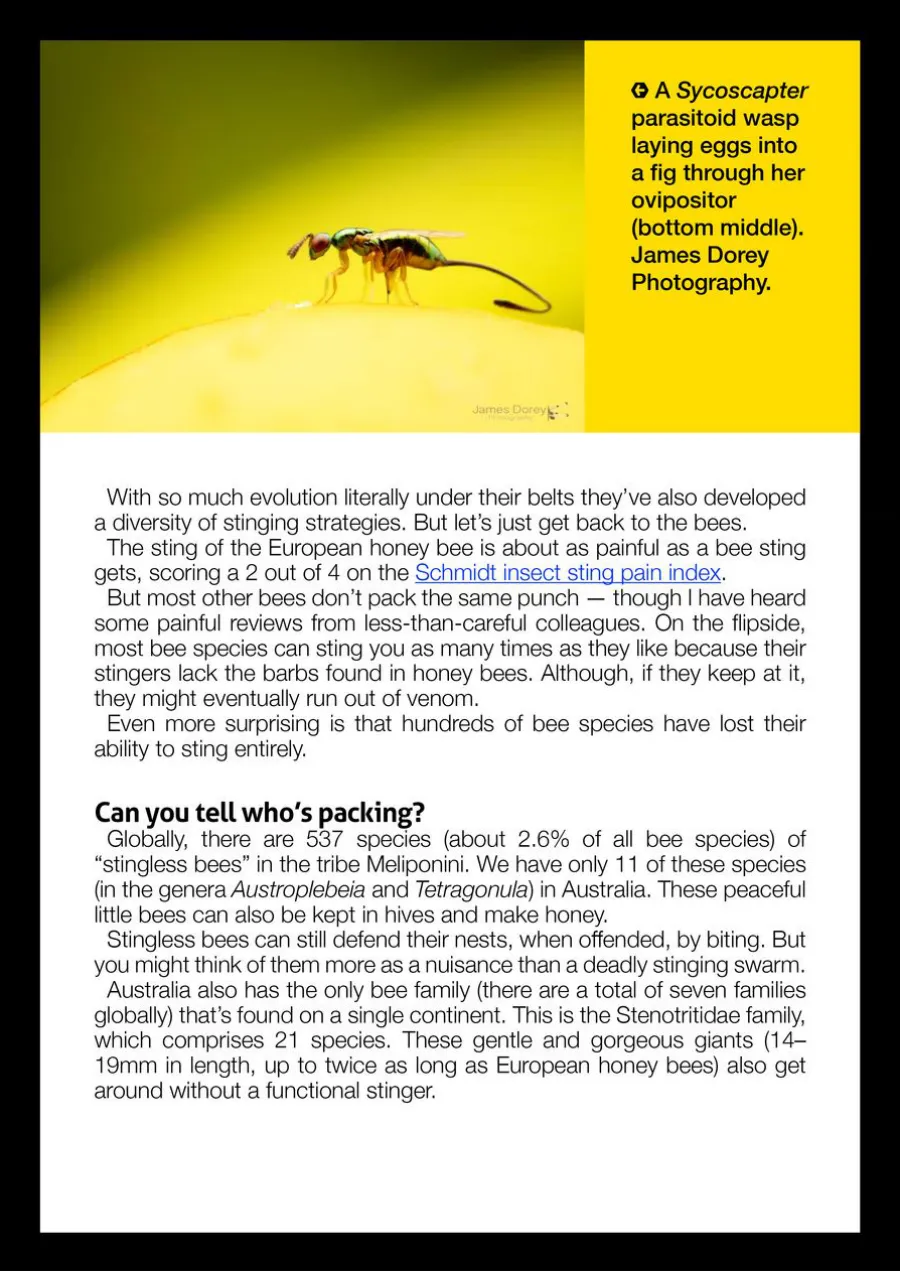 A Sycoscapter
parasitoid wasp
laying eggs into
a fig through her
ovipositor
(bottom middle).
James Dorey
Photography.
James Dorey
With so much evolution literally under their belts they’ve also developed
a diversity of stinging strategies. But let’s just get back to the bees.
The sting of the European honey bee is about as painful as a bee sting
gets, scoring a 2 out of 4 on the Schmidt insect sting pain index.
But most other bees don’t pack the same punch — though I have heard
some painful reviews from less-than-careful colleagues. On the flipside,
most bee species can sting you as many times as they like because their
stingers lack the barbs found in honey bees. Although, if they keep at it,
they might eventually run out of venom.
Even more surprising is that hundreds of bee species have lost their
ability to sting entirely.
Can you tell who’s packing?
Globally, there are 537 species (about 2.6% of all bee species) of
“stingless bees” in the tribe Meliponini. We have only 11 of these species
(in the genera Austroplebeia and Tetragonula) in Australia. These peaceful
little bees can also be kept in hives and make honey.
Stingless bees can still defend their nests, when offended, by biting. But
you might think of them more as a nuisance than a deadly stinging swarm.
Australia also has the only bee family (there are a total of seven families
globally) that’s found on a single continent. This is the Stenotritidae family,
which comprises 21 species. These gentle and gorgeous giants (14–
19mm in length, up to twice as long as European honey bees) also get
around without a functional stinger.